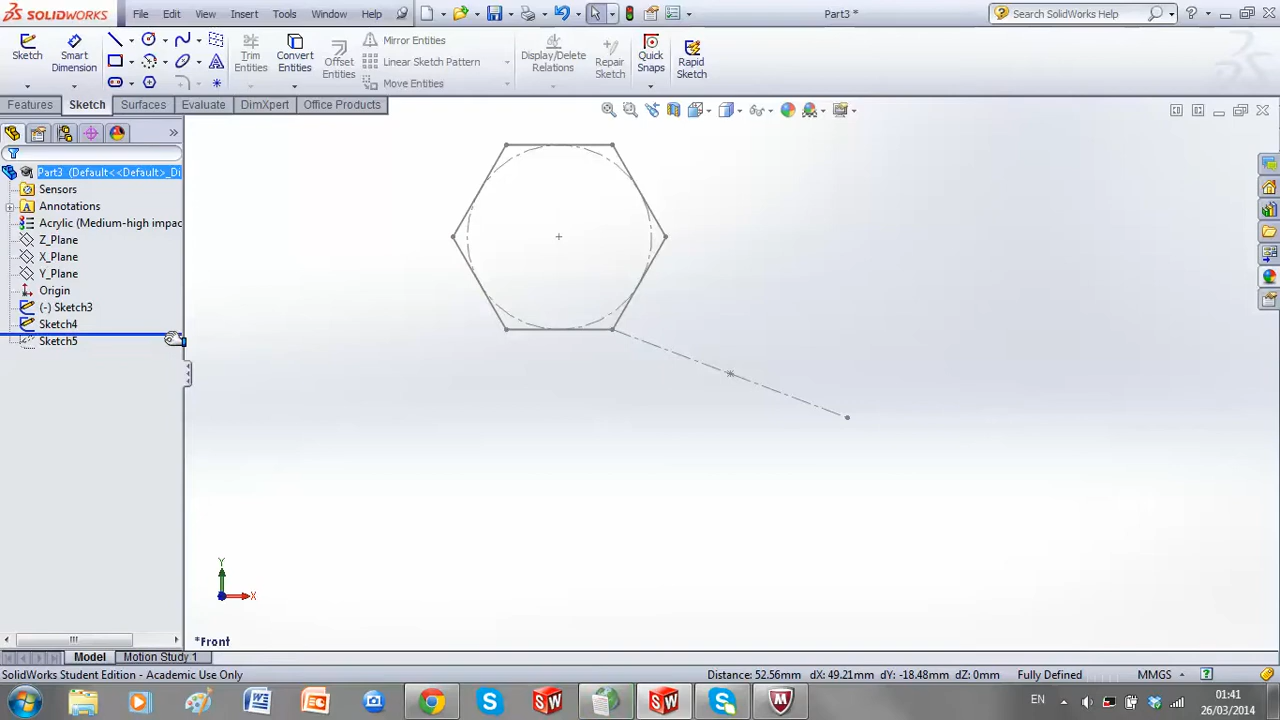 SOLIDWORKS File Edit View Insert Tools Window Help Part3 * Search SolidWorks Help
Sketch Smart Dimension Trim Entities Convert Entities Offset Entities Mirror Entities Linear Sketch Pattern Move Entities Display/Delete Relations Repair Sketch Quick Snaps Rapid Sketch
Features Sketch Surfaces Evaluate DimXpert Office Products
Part3 (Default<<Default>_Di
Sensors
Annotations
Acrylic (Medium-high impac
Z_Plane
X_Plane
Y_Plane
Origin
(-) Sketch3
Sketch4
Sketch5
Y
X
*Front
Model Motion Study 1
SolidWorks Student Edition - Academic Use Only Distance: 52.56mm dX: 49.21mm dY: -18.48mm dZ: 0mm Fully Defined MMGS
EN 01:41
26/03/2014